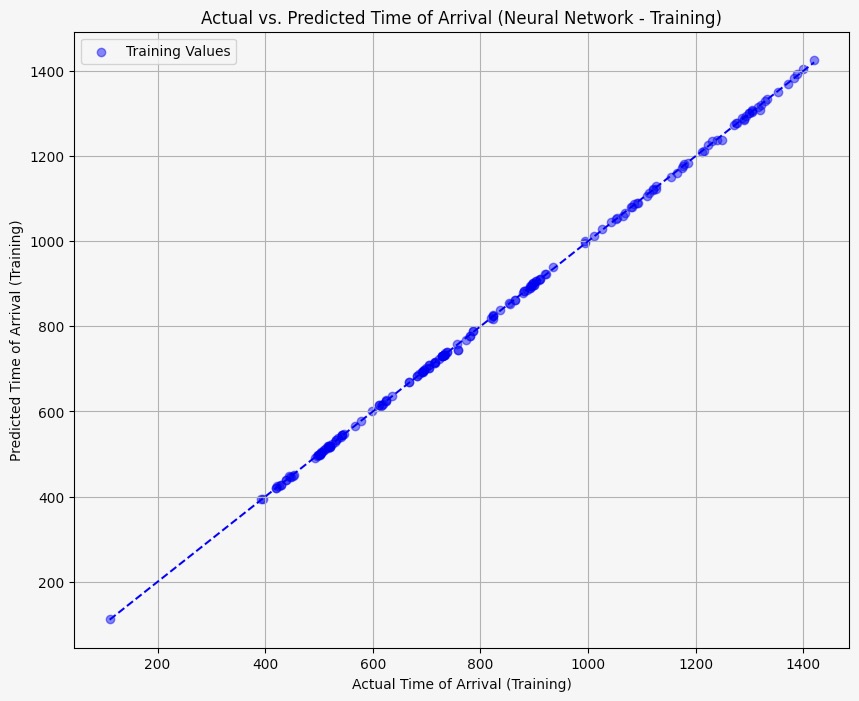 Actual vs. Predicted Time of Arrival (Neural Network - Training)
Training Values
Predicted Time of Arrival (Training)
1400
1200
1000
800
600
400
200
200 400 600 800 1000 1200 1400
Actual Time of Arrival (Training)